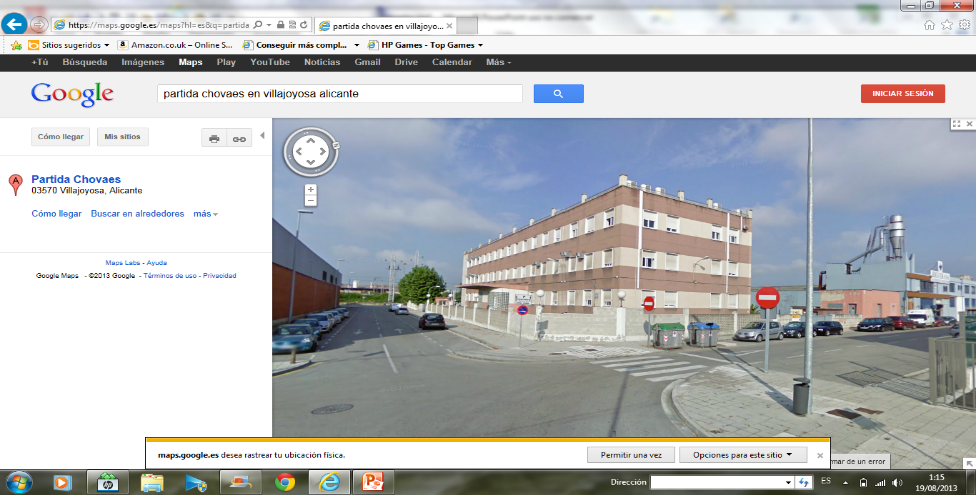 https://maps.google.es/maps?hl=es&q=partida
partida chovaes en villajoyo...
Sitios sugeridos
Amazon.co.uk – Online S...
Conseguir más compl...
HP Games - Top Games
+Tú Búsqueda Imágenes Maps Play YouTube Noticias Gmail Drive Calendar Más
Google
partida chovaes en villajoyosa alicante
INICIAR SESIÓN
Cómo llegar
Mis sitios
A
Partida Chovaes
03570 Villajoyosa, Alicante
Cómo llegar Buscar en alrededores más
Maps Labs - Ayuda
Google Maps - ©2013 Google - Términos de uso - Privacidad
maps.google.es desea rastrear tu ubicación física.
Permitir una vez
Opciones para este sitio
rmar de un error
Dirección
ES
1:15
19/08/2013